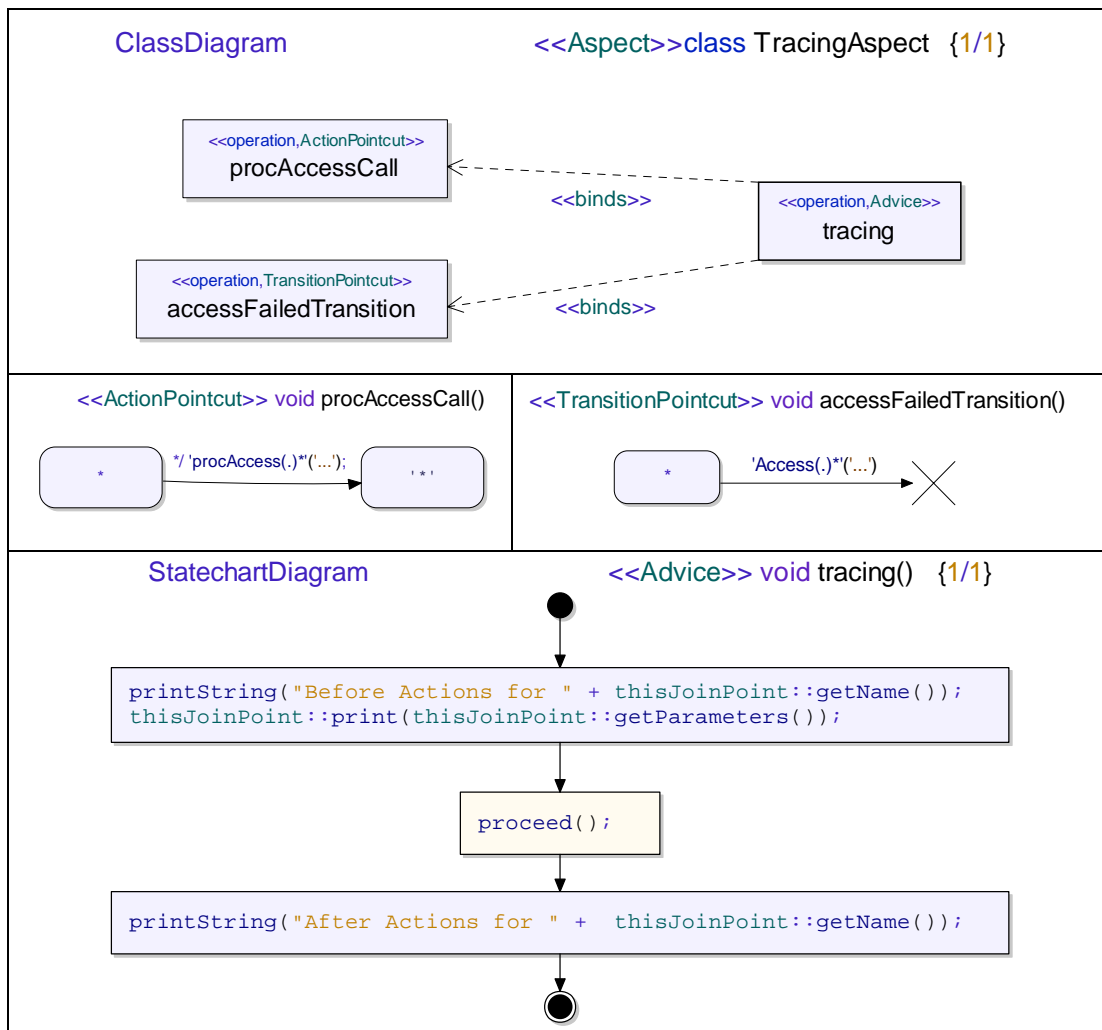 ClassDiagram <<Aspect>>class TracingAspect {1/1}
<<operation,ActionPointcut>>
procAccessCall
<<binds>>
<<operation,Advice>>
tracing
<<operation,TransitionPointcut>>
accessFailedTransition
<<binds>>
<<ActionPointcut>> void procAccessCall()
*
*/ 'procAccess(.)*'('...');
'*'
<<TransitionPointcut>> void accessFailedTransition()
*
'Access(.)*'('...')
StatechartDiagram <<Advice>> void tracing() {1/1}
printString("Before Actions for " + thisJoinPoint::getName());
thisJoinPoint::print(thisJoinPoint::getParameters());
proceed();
printString("After Actions for " +  thisJoinPoint::getName());